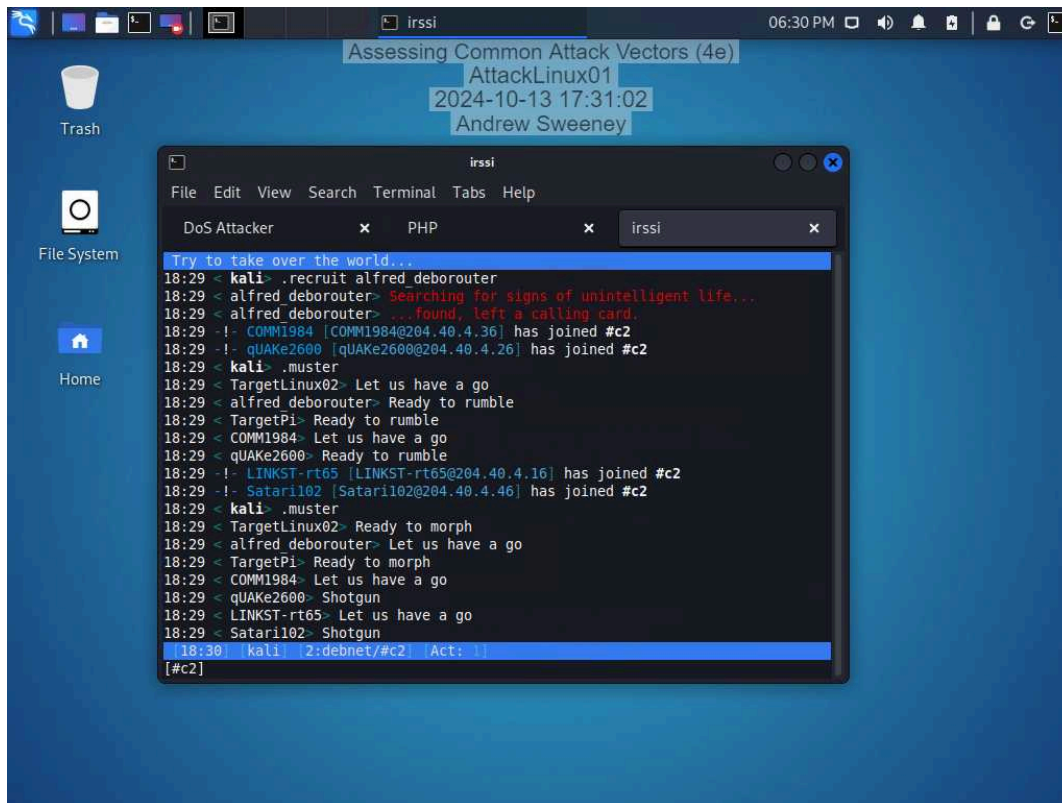 irssi
06:30 PM
Assessing Common Attack Vectors (4e)
AttackLinux01
2024-10-13 17:31:02
Andrew Sweeney
Trash
File System
Home
irssi
File Edit View Search Terminal Tabs Help
DoS Attacker × PHP × irssi ×
Try to take over the world...
18:29 < kali> .recruit alfred_deborouter
18:29 < alfred_deborouter> Searching for signs of unintelligent life...
18:29 < alfred_deborouter> ...found, left a calling card.
18:29 -!- COMM1984 [COMM1984@204.40.4.36] has joined #c2
18:29 -!- qUAKe2600 [qUAKe2600@204.40.4.26] has joined #c2
18:29 < kali> .muster
18:29 < TargetLinux02> Let us have a go
18:29 < alfred_deborouter> Ready to rumble
18:29 < TargetPi> Ready to rumble
18:29 < COMM1984> Let us have a go
18:29 < qUAKe2600> Ready to rumble
18:29 -!- LINKST-rt65 [LINKST-rt65@204.40.4.16] has joined #c2
18:29 -!- Satari102 [Satari102@204.40.4.46] has joined #c2
18:29 < kali> .muster
18:29 < TargetLinux02> Ready to morph
18:29 < alfred_deborouter> Let us have a go
18:29 < TargetPi> Ready to morph
18:29 < COMM1984> Let us have a go
18:29 < qUAKe2600> Shotgun
18:29 < LINKST-rt65> Let us have a go
18:29 < Satari102> Shotgun
[18:30] [kali] [2:debnet/#c2] [Act: 1]
[#c2]